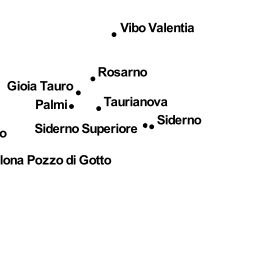 Vibo Valentia
Rosarno
Gioia Tauro
Taurianova
Palmi
Siderno
Siderno Superiore
o
lona Pozzo di Gotto